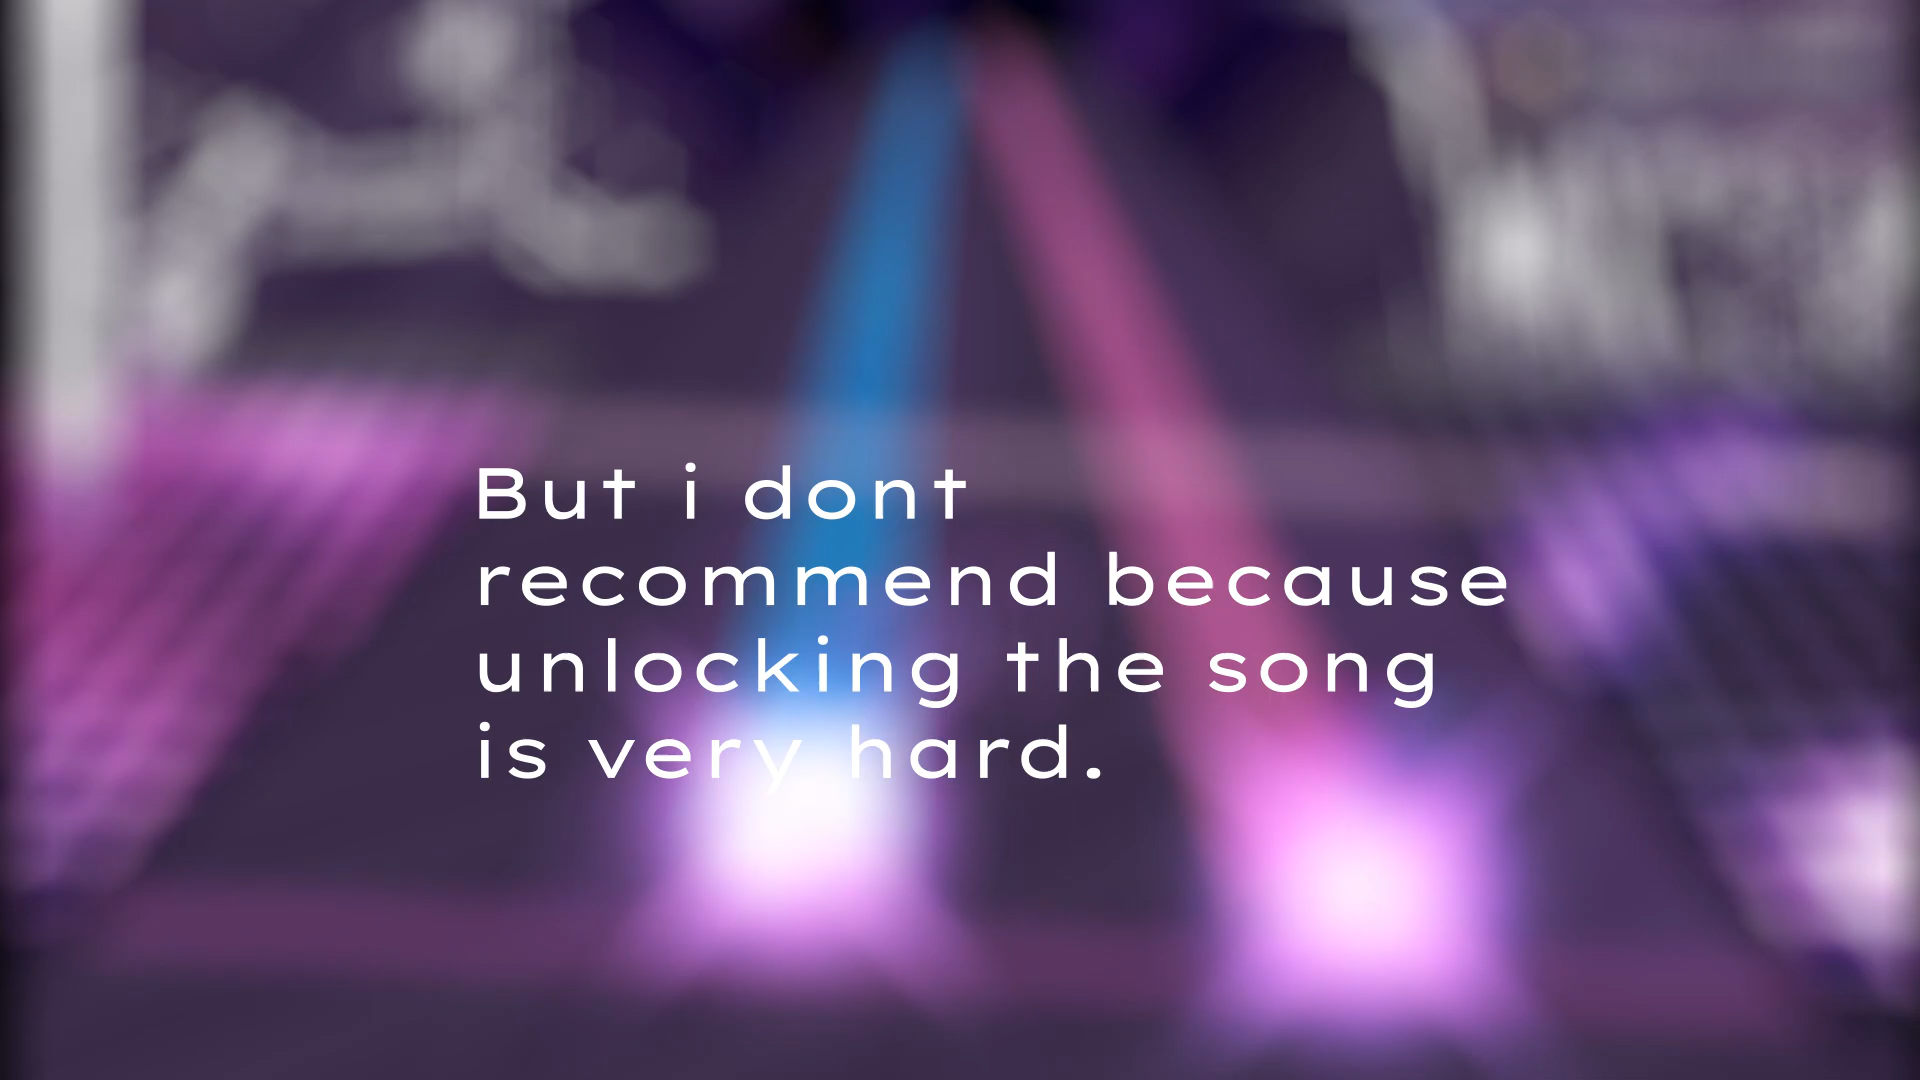 But i dont
recommend because
unlocking the song
is very hard.